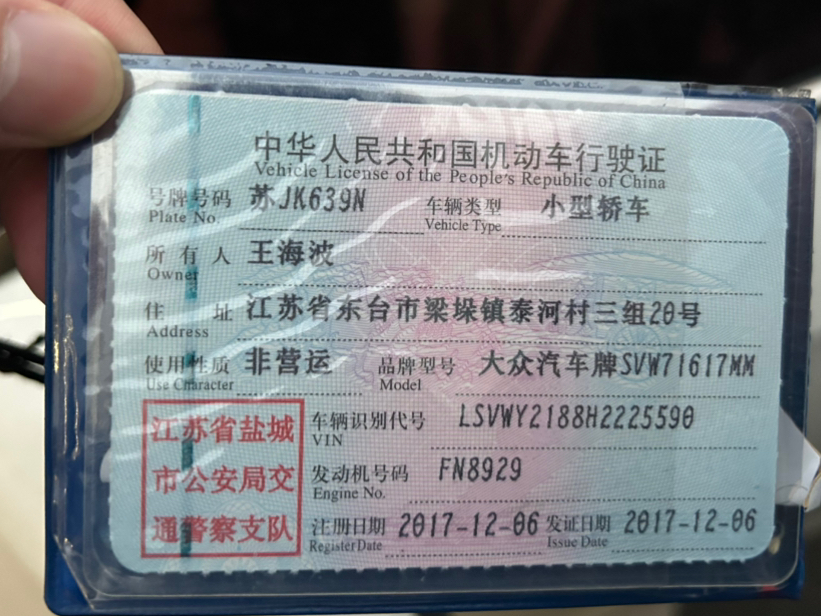 中华人民共和国机动车行驶证
Vehicle License of the People's Republic of China
号牌号码 苏JK639N 车辆类型 小型轿车
Plate No. Vehicle Type
所有人 王海波
Owner
住址 江苏省东台市梁垛镇泰河村三组20号
Address
使用性质 非营运 品牌型号 大众汽车牌SVW71617MM
Use Character Model
江苏省盐城
市公安局交
通警察支队
车辆识别代号 LSVWY2188H2225590
VIN
发动机号码 FN8929
Engine No.
注册日期 2017-12-06 发证日期 2017-12-06
Register Date Issue Date